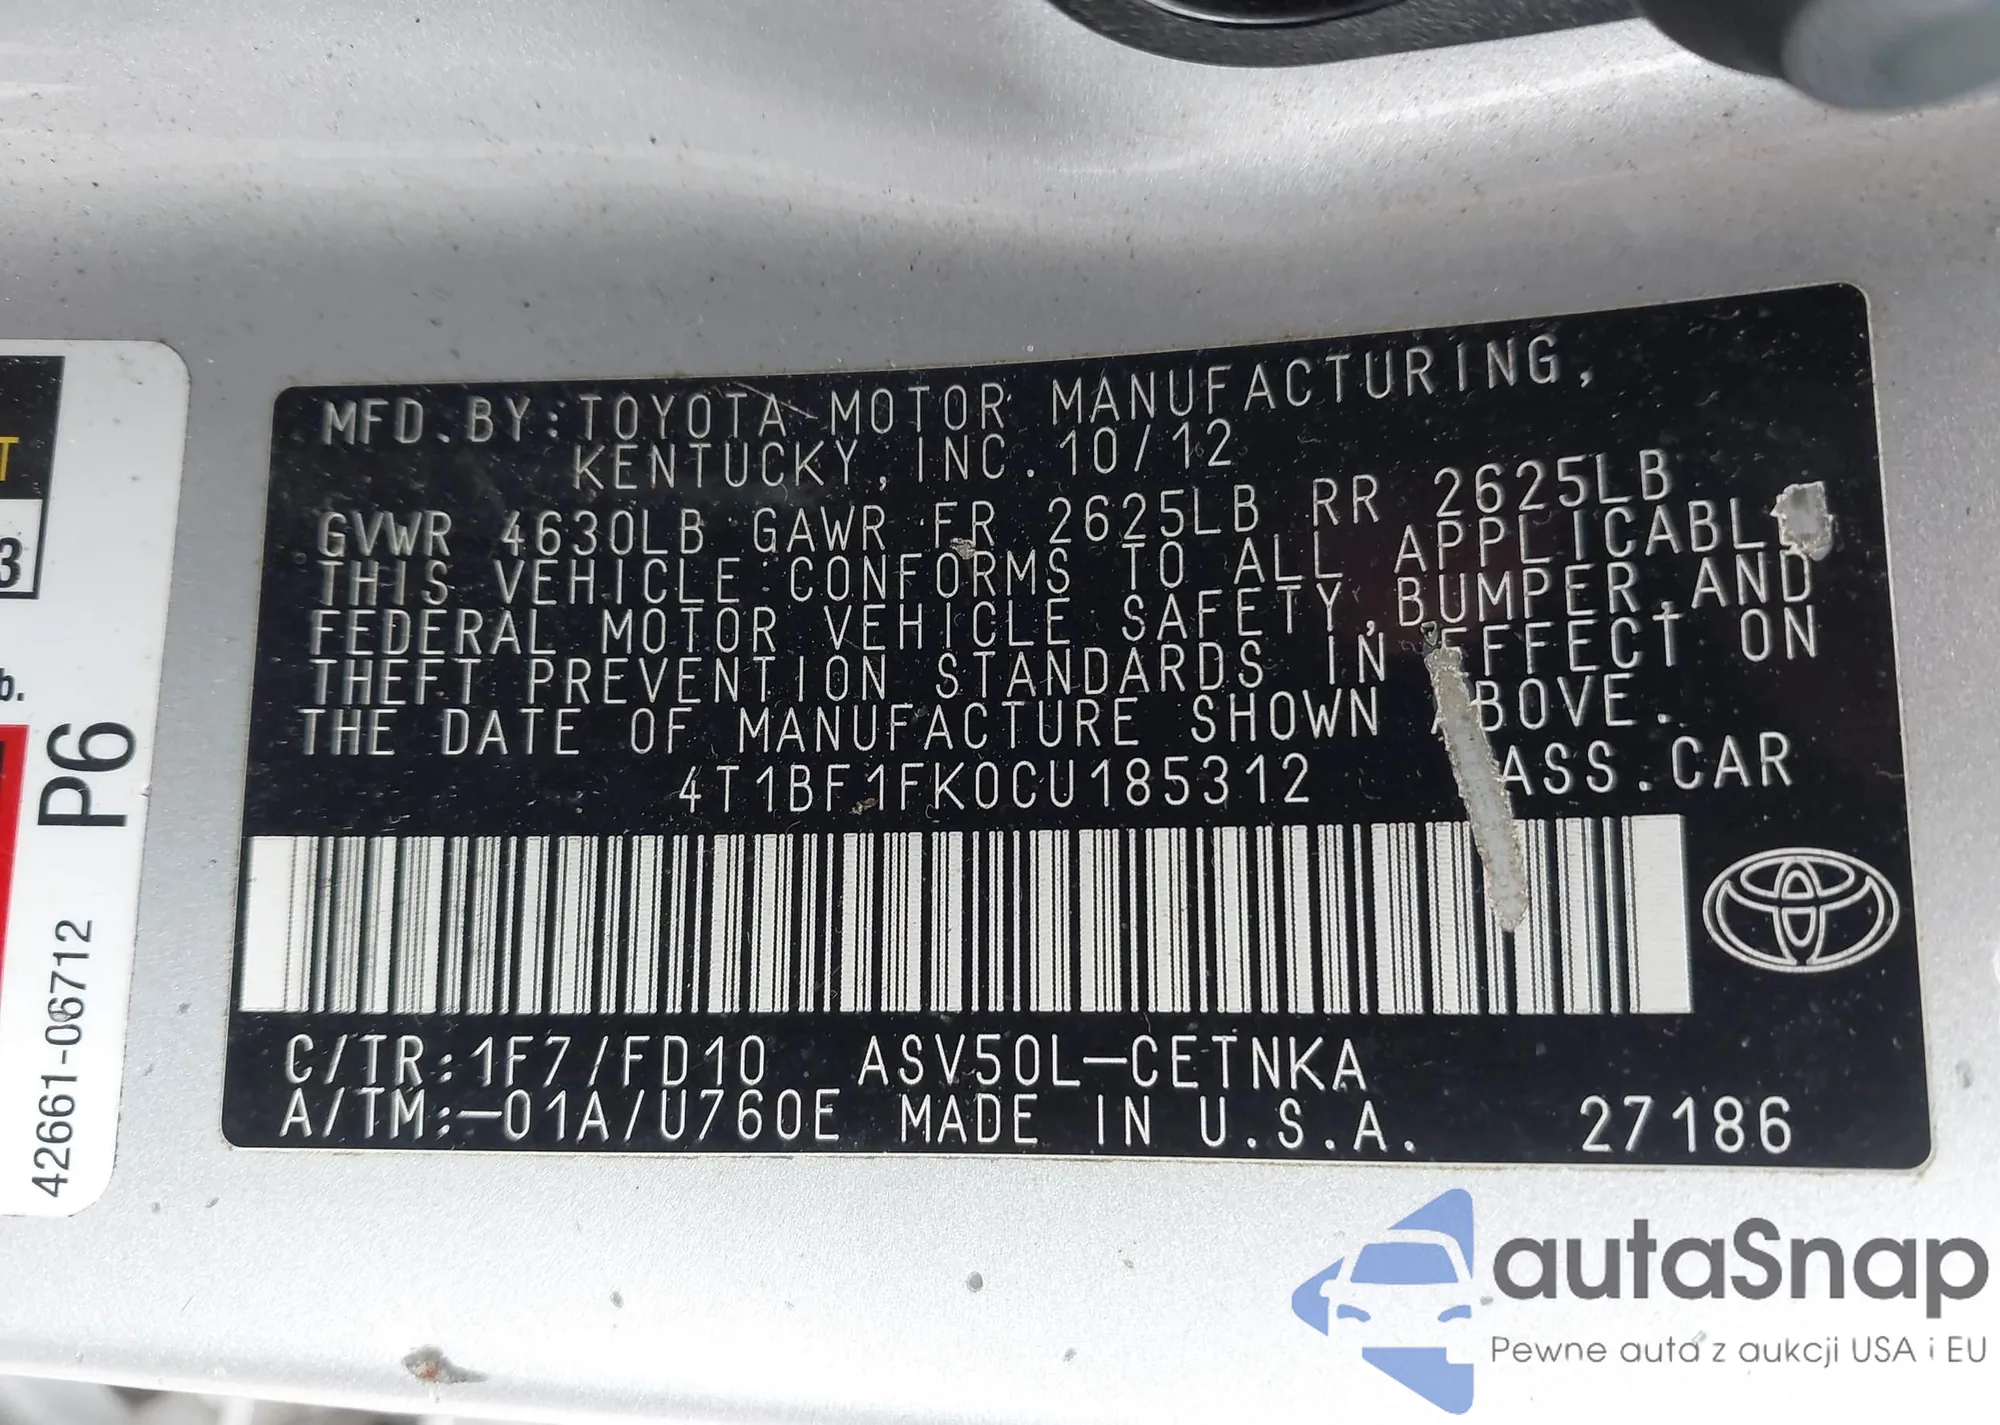 MFD.BY:TOYOTA MOTOR MANUFACTURING,
KENTUCKY, INC. 10/12
GVWR 4630LB GAWR FR 2625LB RR 2625LB
THIS VEHICLE CONFORMS TO ALL
FEDERAL MOTOR VEHICLE SAFETY, BUMPER, AND
THEFT PREVENTION STANDARDS IN EFFECT ON
THE DATE OF MANUFACTURE SHOWN ABOVE.
4T1BF1FK0CU185312
CAR
C/TR:1F7/FD10 ASV50L-CETNKA
A/TM:-01A/U760E MADE IN U.S.A. 27186
T
3
P6
42661-06712
autaSnap
Pewne auta z aukcji USA i EU